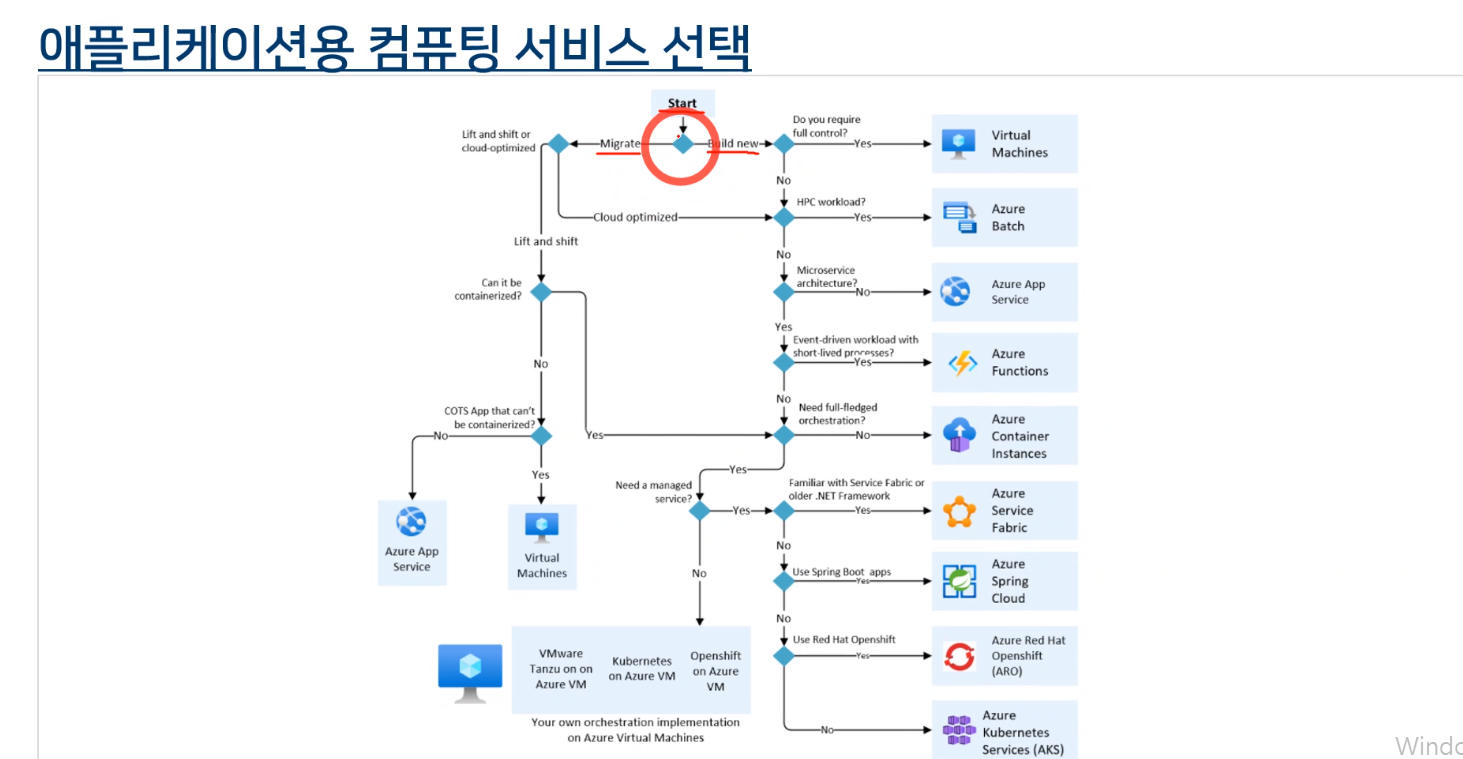 애플리케이션용 컴퓨팅 서비스 선택
Start
Lift and shift or
cloud-optimized
Migrate
Build new
Do you require
full control?
Yes
Virtual
Machines
No
Cloud optimized
HPC workload?
Yes
Azure
Batch
Lift and shift
No
Can it be
containerized?
Microservice
architecture?
No
Azure App
Service
Yes
Event-driven workload with
short-lived processes?
Yes
Azure
Functions
No
No
COTS App that can't
be containerized?
No
Yes
Need full-fledged
orchestration?
No
Azure
Container
Instances
Yes
Yes
Need a managed
service?
Yes
Familiar with Service Fabric or
older .NET Framework
Yes
Azure
Service
Fabric
Azure App
Service
Virtual
Machines
No
No
Use Spring Boot apps
Yes
Azure
Spring
Cloud
No
Use Red Hat Openshift
Yes
Azure Red Hat
Openshift
(ARO)
VMware
Tanzu on on
Azure VM
Kubernetes
on Azure VM
Openshift
on Azure
VM
Your own orchestration implementation
on Azure Virtual Machines
No
Azure
Kubernetes
Services (AKS)